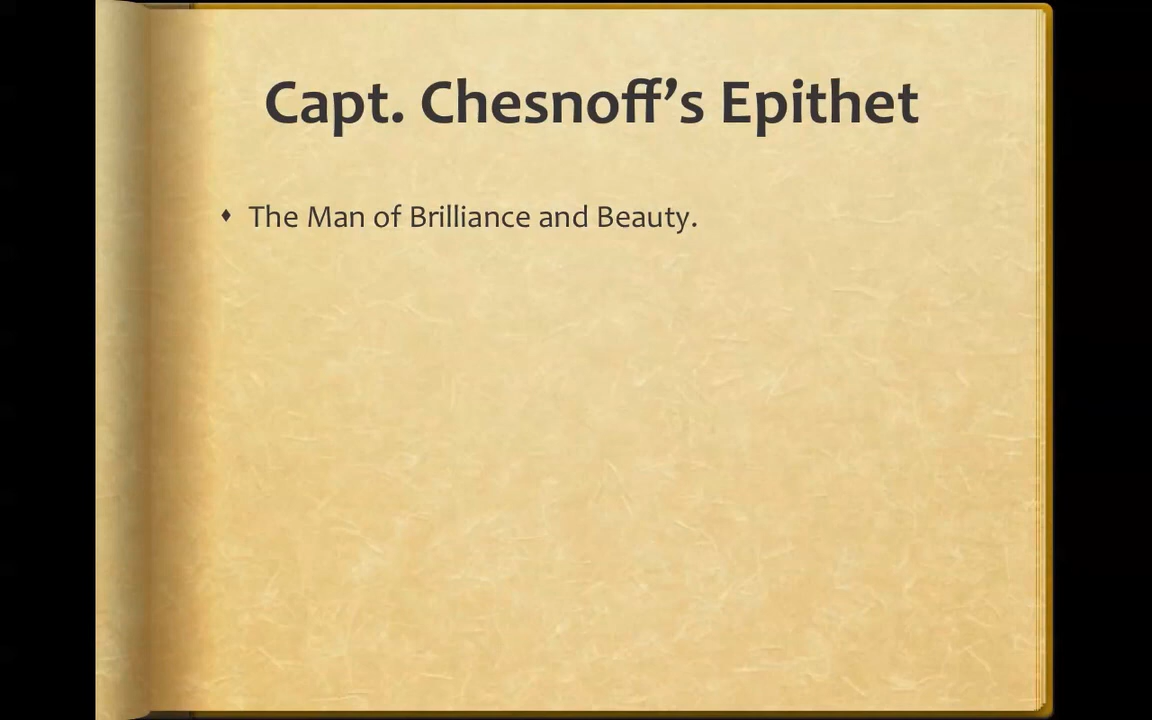 Capt. Chesnoff’s Epithet
The Man of Brilliance and Beauty.